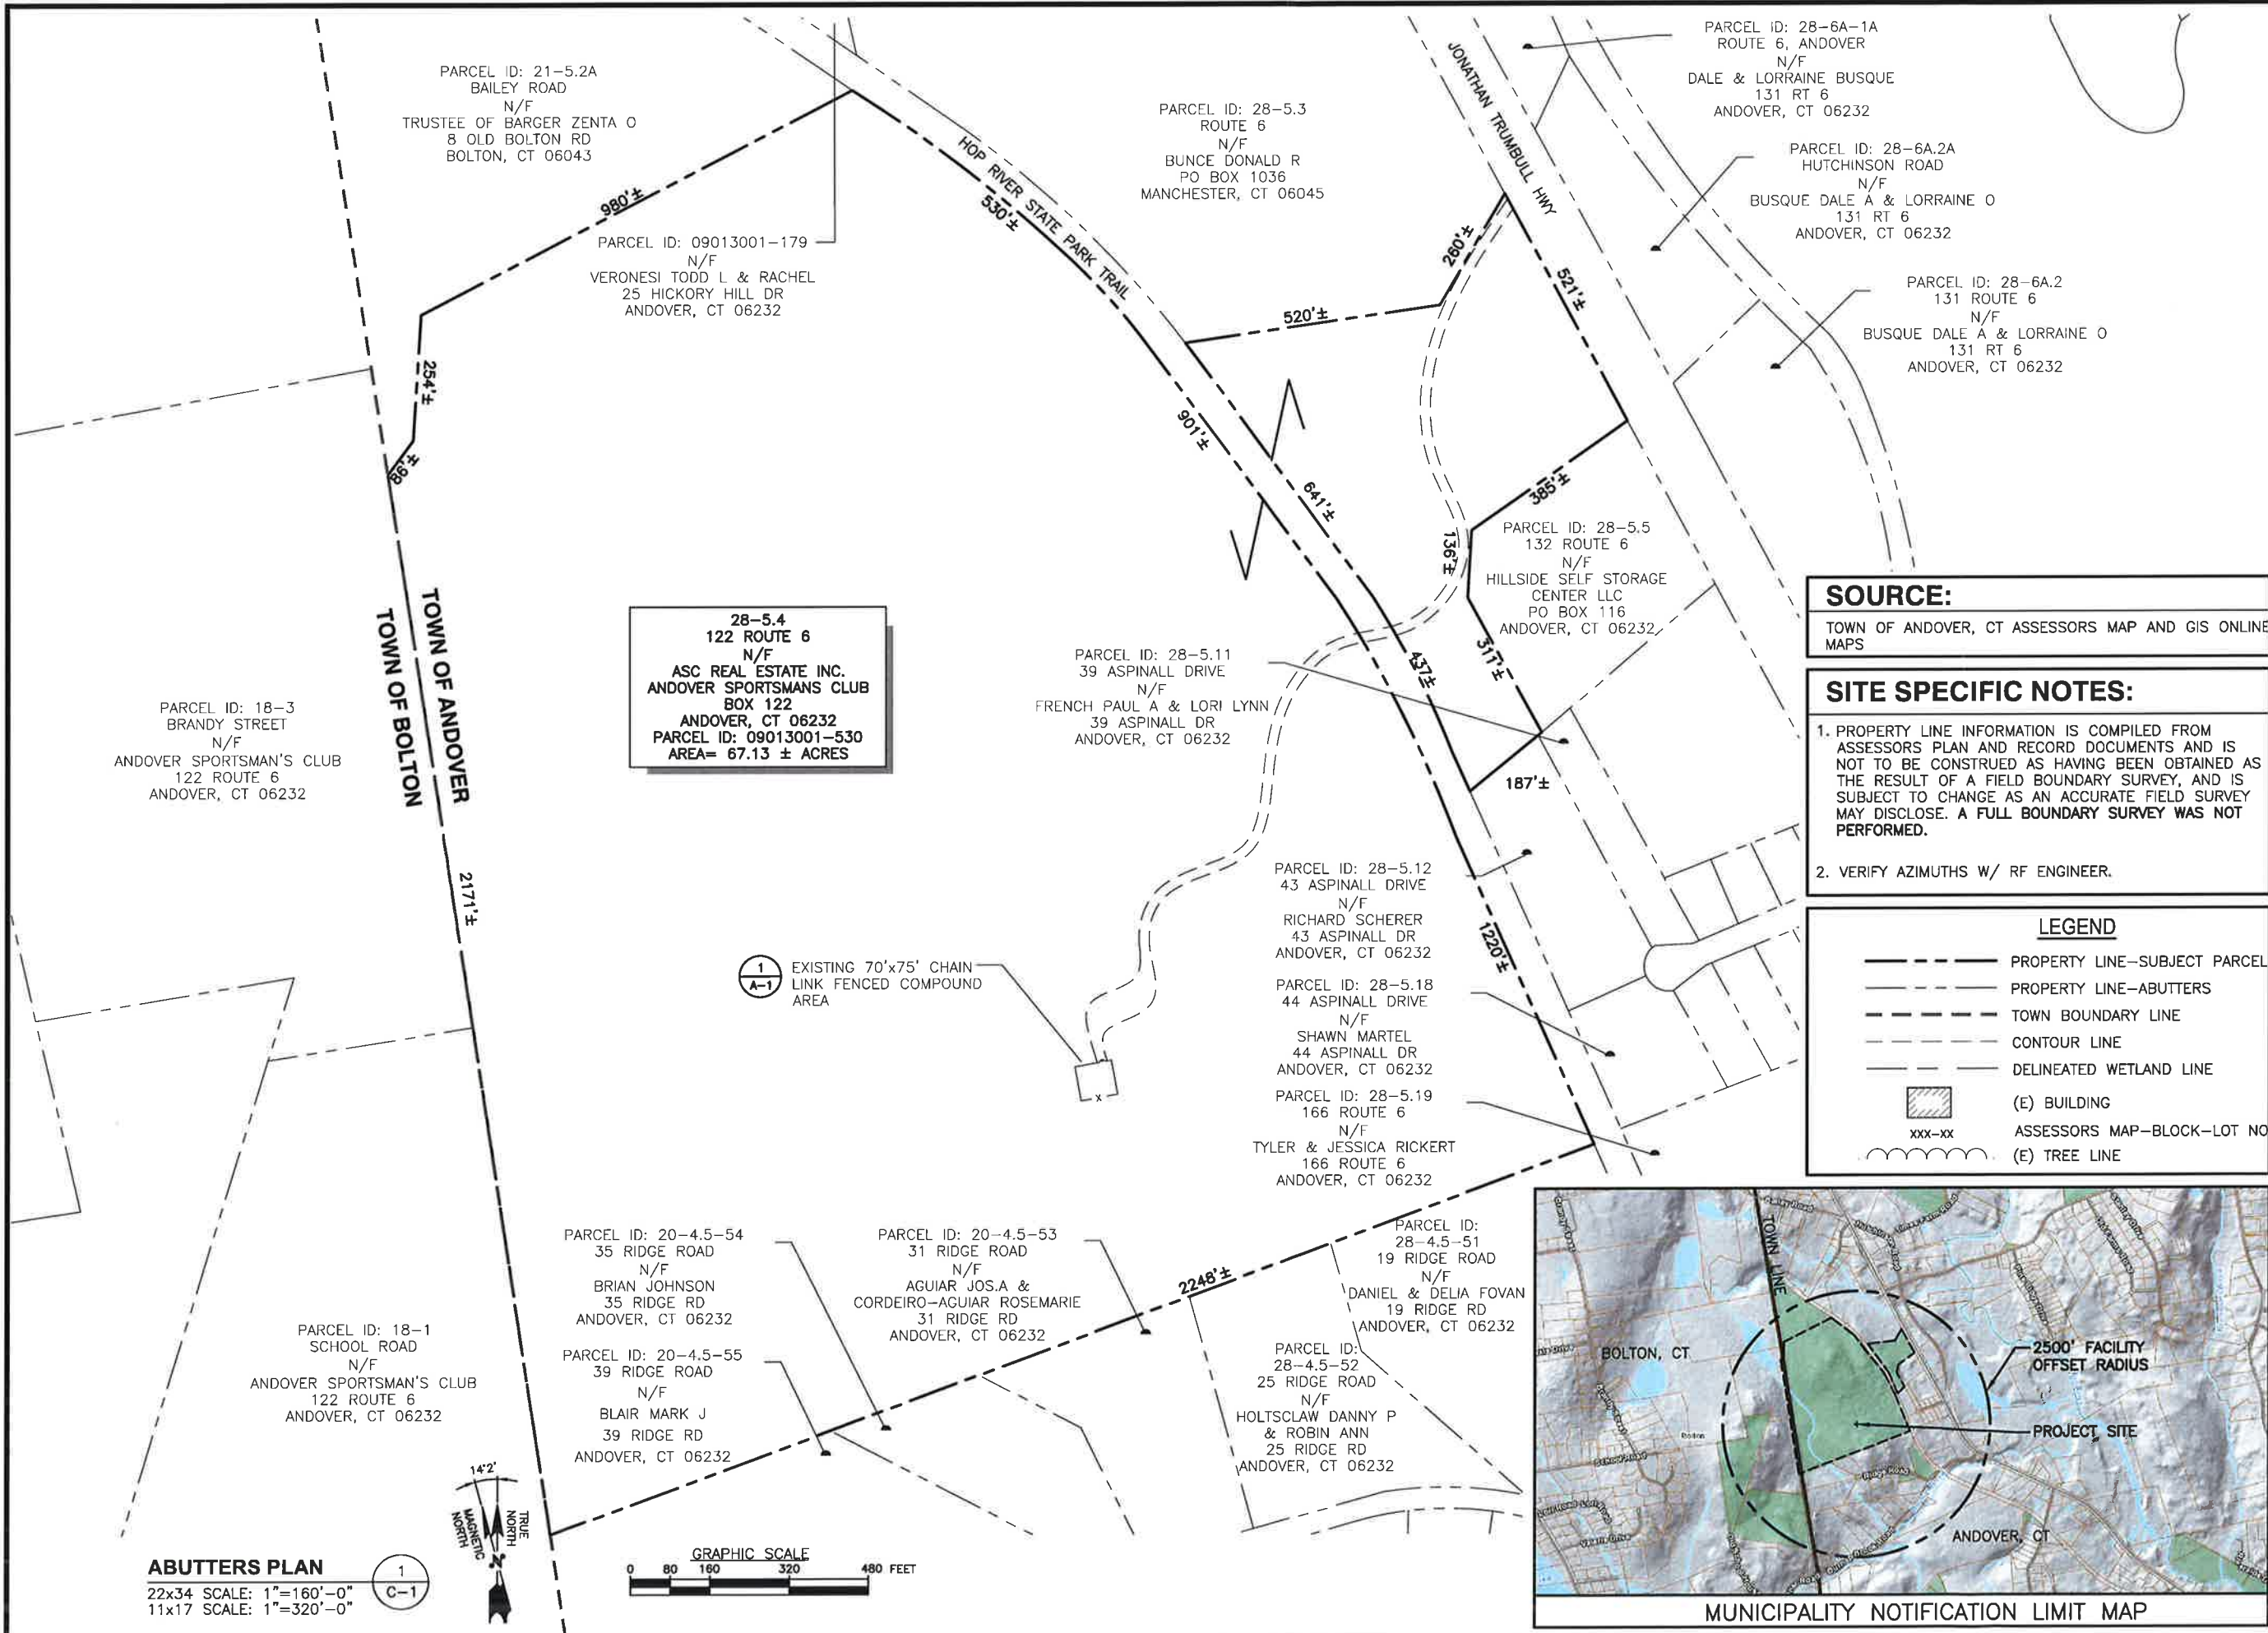 PARCEL ID: 21-5.2A
BAILEY ROAD
N/F
TRUSTEE OF BARGER ZENTA O
8 OLD BOLTON RD
BOLTON, CT 06043
980'±
PARCEL ID: 09013001-179
N/F
VERONESI TODD L & RACHEL
25 HICKORY HILL DR
ANDOVER, CT 06232
254'±
86'±
HOP RIVER STATE PARK TRAIL
530'±
PARCEL ID: 28-5.3
ROUTE 6
N/F
BUNCE DONALD R
PO BOX 1036
MANCHESTER, CT 06045
JONATHAN TRUMBULL HWY
PARCEL ID: 28-6A-1A
ROUTE 6, ANDOVER
N/F
DALE & LORRAINE BUSQUE
131 RT 6
ANDOVER, CT 06232
PARCEL ID: 28-6A.2A
HUTCHINSON ROAD
N/F
BUSQUE DALE A & LORRAINE O
131 RT 6
ANDOVER, CT 06232
PARCEL ID: 28-6A.2
131 ROUTE 6
N/F
BUSQUE DALE A & LORRAINE O
131 RT 6
ANDOVER, CT 06232
260'±
521'±
520'±
901'±
641'±
385'±
136'±
PARCEL ID: 28-5.5
132 ROUTE 6
N/F
HILLSIDE SELF STORAGE
CENTER LLC
PO BOX 116
ANDOVER, CT 06232
311'±
437'±
187'±
TOWN OF ANDOVER
TOWN OF BOLTON
28-5.4
122 ROUTE 6
N/F
ASC REAL ESTATE INC.
ANDOVER SPORTSMANS CLUB
BOX 122
ANDOVER, CT 06232
PARCEL ID: 09013001-530
AREA= 67.13 ± ACRES
PARCEL ID: 18-3
BRANDY STREET
N/F
ANDOVER SPORTSMAN'S CLUB
122 ROUTE 6
ANDOVER, CT 06232
PARCEL ID: 28-5.11
39 ASPINALL DRIVE
N/F
FRENCH PAUL A & LORI LYNN
39 ASPINALL DR
ANDOVER, CT 06232
2171'±
1
A-1
EXISTING 70'x75' CHAIN
LINK FENCED COMPOUND
AREA
x
PARCEL ID: 28-5.12
43 ASPINALL DRIVE
N/F
RICHARD SCHERER
43 ASPINALL DR
ANDOVER, CT 06232
1220'±
PARCEL ID: 28-5.18
44 ASPINALL DRIVE
N/F
SHAWN MARTEL
44 ASPINALL DR
ANDOVER, CT 06232
PARCEL ID: 28-5.19
166 ROUTE 6
N/F
TYLER & JESSICA RICKERT
166 ROUTE 6
ANDOVER, CT 06232
PARCEL ID: 20-4.5-54
35 RIDGE ROAD
N/F
BRIAN JOHNSON
35 RIDGE RD
ANDOVER, CT 06232
PARCEL ID: 20-4.5-55
39 RIDGE ROAD
N/F
BLAIR MARK J
39 RIDGE RD
ANDOVER, CT 06232
PARCEL ID: 20-4.5-53
31 RIDGE ROAD
N/F
AGUIAR JOS.A &
CORDEIRO-AGUIAR ROSEMARIE
31 RIDGE RD
ANDOVER, CT 06232
2248'±
PARCEL ID:
28-4.5-51
19 RIDGE ROAD
N/F
DANIEL & DELIA FOVAN
19 RIDGE RD
ANDOVER, CT 06232
PARCEL ID:
28-4.5-52
25 RIDGE ROAD
N/F
HOLTSCLAW DANNY P
& ROBIN ANN
25 RIDGE RD
ANDOVER, CT 06232
PARCEL ID: 18-1
SCHOOL ROAD
N/F
ANDOVER SPORTSMAN'S CLUB
122 ROUTE 6
ANDOVER, CT 06232
SOURCE:
TOWN OF ANDOVER, CT ASSESSORS MAP AND GIS ONLINE
MAPS
SITE SPECIFIC NOTES:
1. PROPERTY LINE INFORMATION IS COMPILED FROM
ASSESSORS PLAN AND RECORD DOCUMENTS AND IS
NOT TO BE CONSTRUED AS HAVING BEEN OBTAINED AS
THE RESULT OF A FIELD BOUNDARY SURVEY, AND IS
SUBJECT TO CHANGE AS AN ACCURATE FIELD SURVEY
MAY DISCLOSE. A FULL BOUNDARY SURVEY WAS NOT
PERFORMED.
2. VERIFY AZIMUTHS W/ RF ENGINEER.
LEGEND
PROPERTY LINE-SUBJECT PARCEL
PROPERTY LINE-ABUTTERS
TOWN BOUNDARY LINE
CONTOUR LINE
DELINEATED WETLAND LINE
(E) BUILDING
xxx-xx ASSESSORS MAP-BLOCK-LOT NO
(E) TREE LINE
TOWN LINE
BOLTON, CT
2500' FACILITY
OFFSET RADIUS
PROJECT SITE
Bolton
School Road
Ridge Road
Bailey Road
ANDOVER, CT
MUNICIPALITY NOTIFICATION LIMIT MAP
14°2'
TRUE
NORTH
MAGNETIC
NORTH
N
ABUTTERS PLAN
22x34 SCALE: 1"=160'-0"
11x17 SCALE: 1"=320'-0"
1
C-1
GRAPHIC SCALE
0 80 160 320 480 FEET